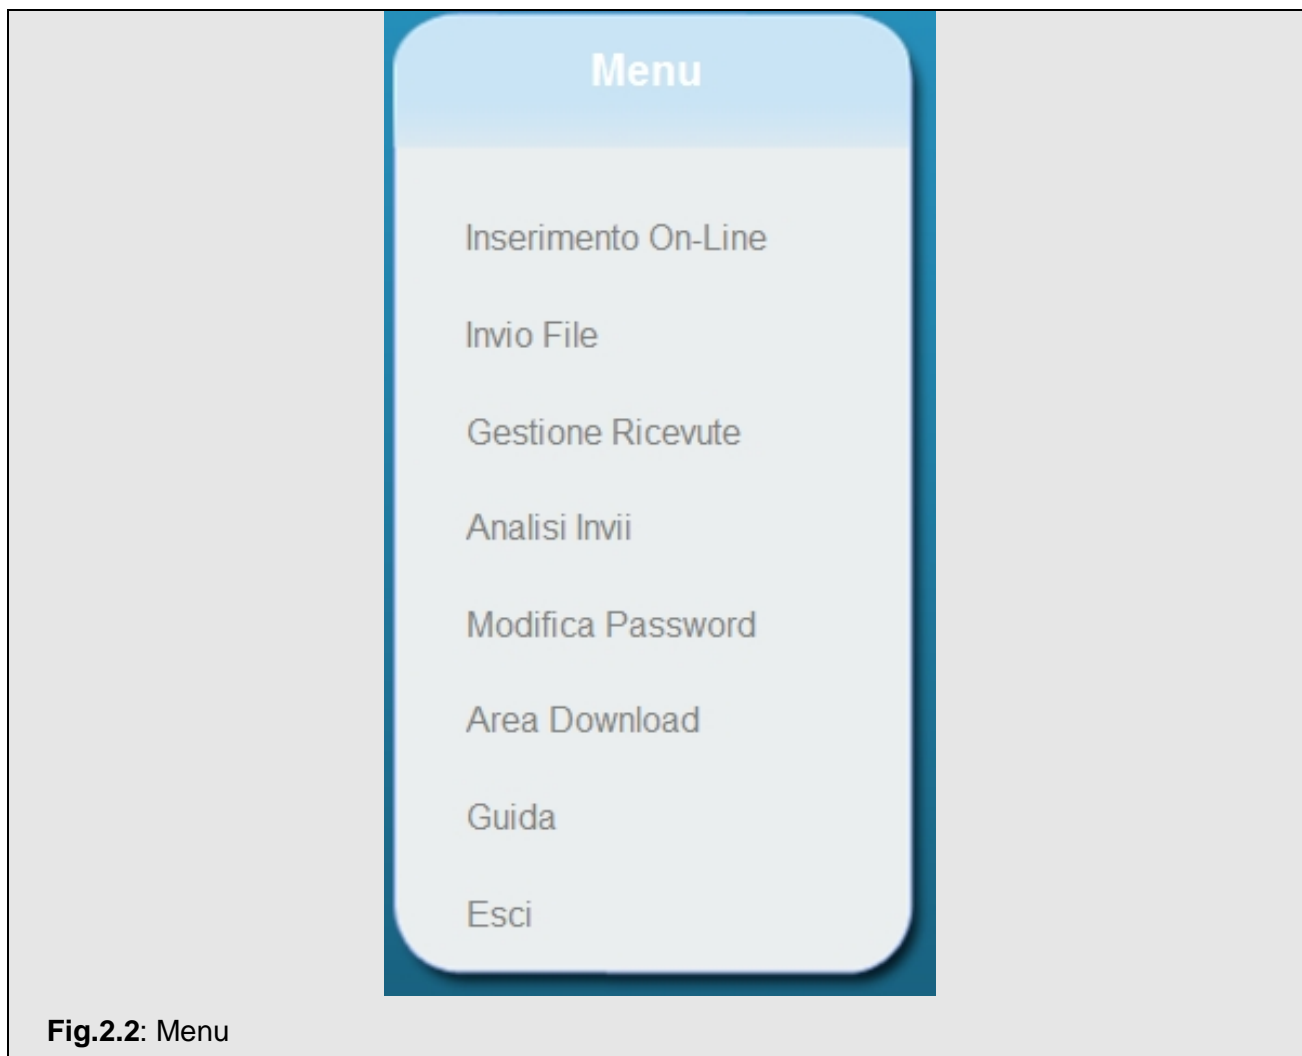 Menu
Inserimento On-Line
Invio File
Gestione Ricevute
Analisi Invii
Modifica Password
Area Download
Guida
Esci
Fig.2.2: Menu